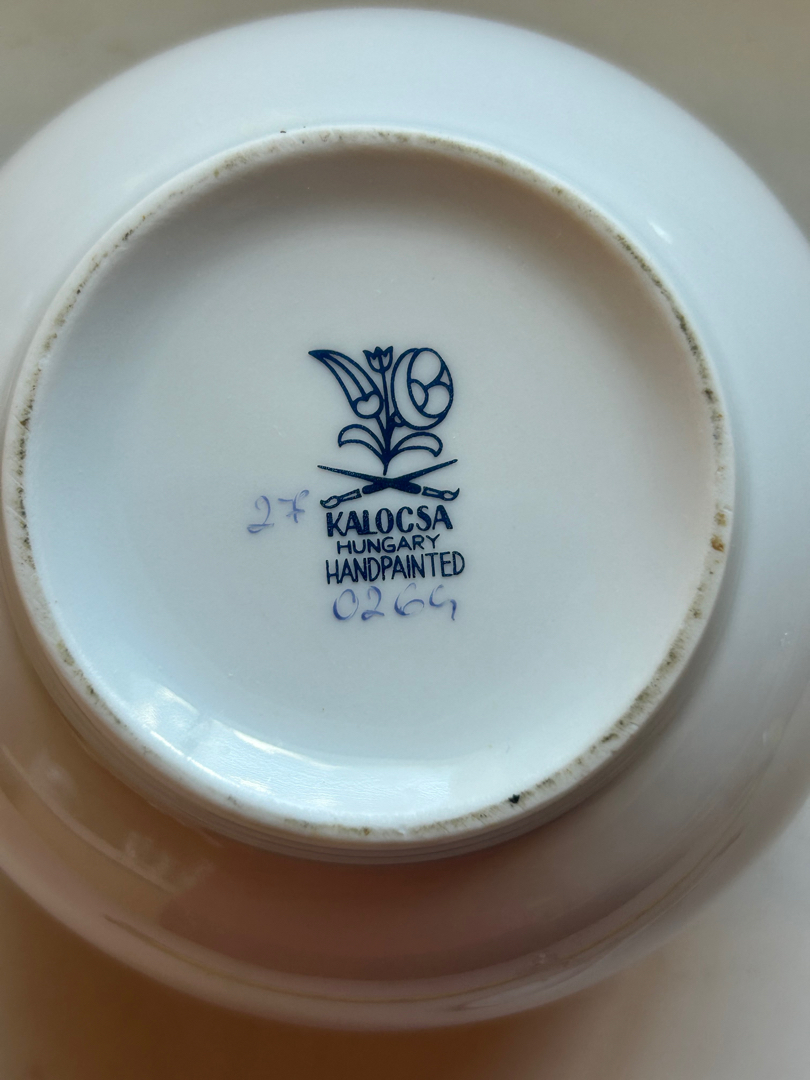 27
KALOCSA
HUNGARY
HANDPAINTED
0264